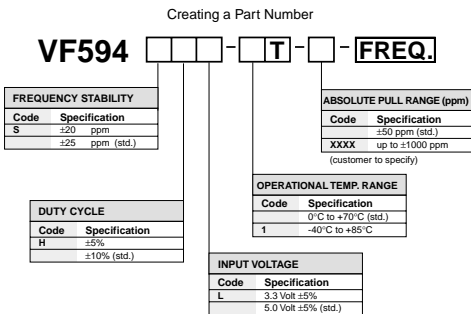 Creating a Part Number
VF594 - T - - FREQ.
FREQUENCY STABILITY
Code Specification
S ±20 ppm
±25 ppm (std.)
ABSOLUTE PULL RANGE (ppm)
Code Specification
±50 ppm (std.)
XXXX up to ±1000 ppm
(customer to specify)
OPERATIONAL TEMP. RANGE
Code Specification
0°C to +70°C (std.)
1 -40°C to +85°C
DUTY CYCLE
Code Specification
H ±5%
±10% (std.)
INPUT VOLTAGE
Code Specification
L 3.3 Volt ±5%
5.0 Volt ±5% (std.)